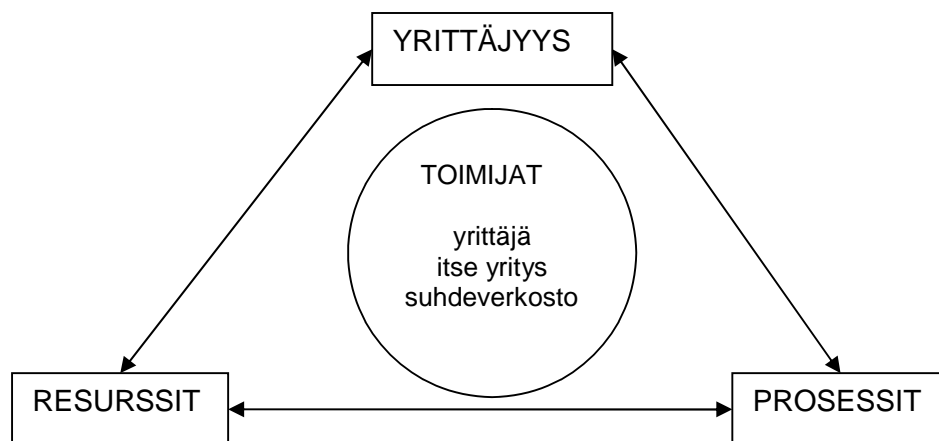 YRITTÄJYYS
TOIMIJAT
yrittäjä
itse yritys
suhdeverkosto
RESURSSIT
PROSESSIT